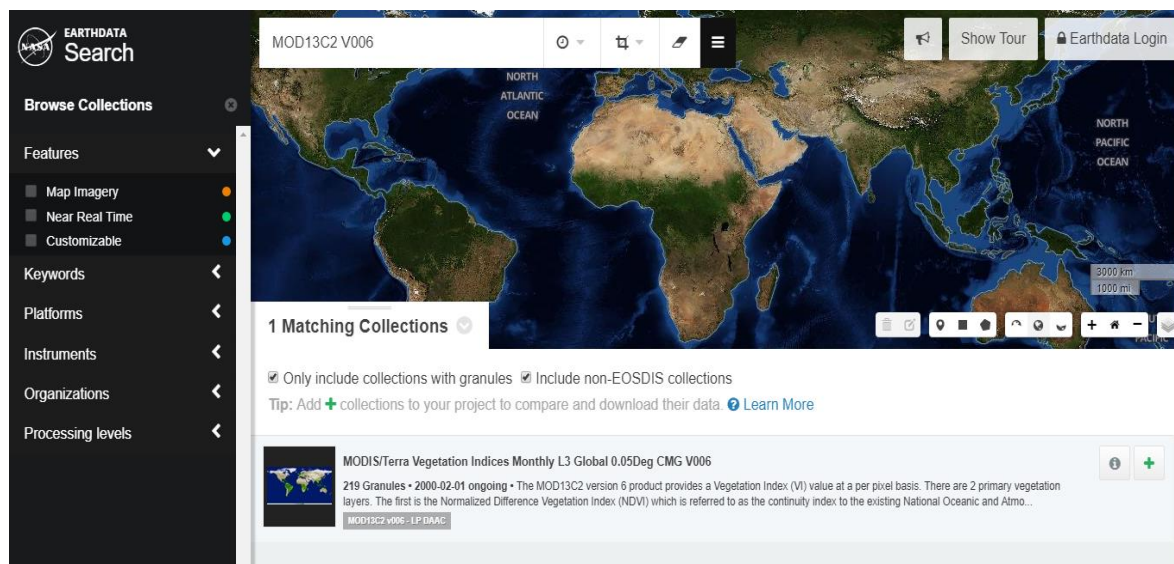 NASA
EARTHDATA
Search
MOD13C2 V006
Show Tour
Earthdata Login
Browse Collections
Features
Map Imagery
Near Real Time
Customizable
Keywords
Platforms
Instruments
Organizations
Processing levels
NORTH
ATLANTIC
OCEAN
NORTH
PACIFIC
OCEAN
3000 km
1000 mi
PACIFIC
1 Matching Collections
Only include collections with granules
Include non-EOSDIS collections
Tip: Add + collections to your project to compare and download their data. Learn More
MODIS/Terra Vegetation Indices Monthly L3 Global 0.05Deg CMG V006
219 Granules • 2000-02-01 ongoing • The MOD13C2 version 6 product provides a Vegetation Index (VI) value at a per pixel basis. There are 2 primary vegetation
layers. The first is the Normalized Difference Vegetation Index (NDVI) which is referred to as the continuity index to the existing National Oceanic and Atmo...
MOD13C2 v006 - LP DAAC